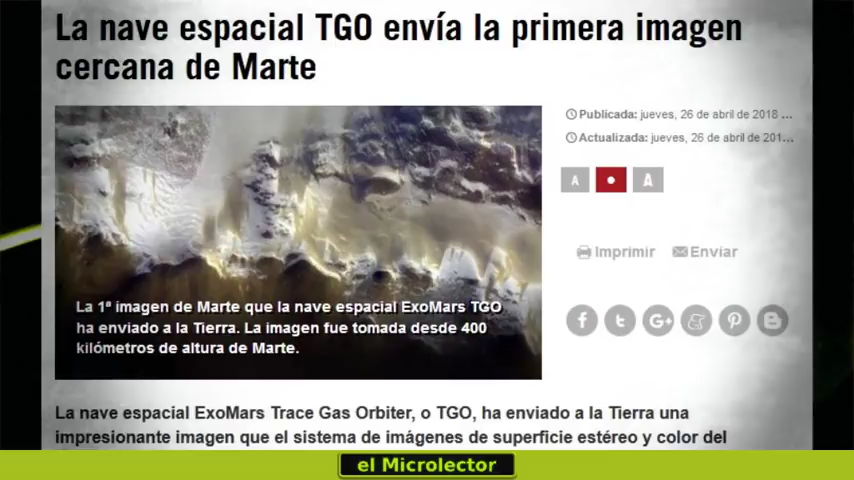 La nave espacial TGO envía la primera imagen
cercana de Marte
Publicada: jueves, 26 de abril de 2018 ...
Actualizada: jueves, 26 de abril de 201...
A A
Imprimir Enviar
La 1ª imagen de Marte que la nave espacial ExoMars TGO
ha enviado a la Tierra. La imagen fue tomada desde 400
kilómetros de altura de Marte.
La nave espacial ExoMars Trace Gas Orbiter, o TGO, ha enviado a la Tierra una
impresionante imagen que el sistema de imágenes de superficie estéreo y color del
el Microlector